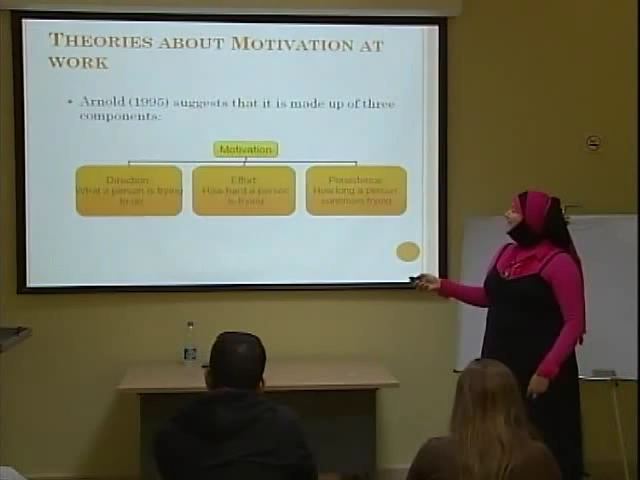 THEORIES ABOUT MOTIVATION AT
WORK
• Arnold (1995) suggests that it is made up of three
components:
Motivation
Direction:
What a person is trying
to do
Effort:
How hard a person
is trying
Persistence:
How long a person
continues trying